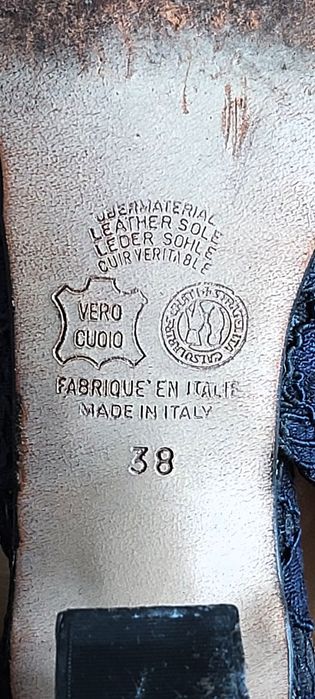 OBERMATERIAL
LEATHER SOLE
LEDER SOHLE
CUIR VERITABLE
VERO
CUOIO
FABRIQUE' EN ITALIE
MADE IN ITALY
38